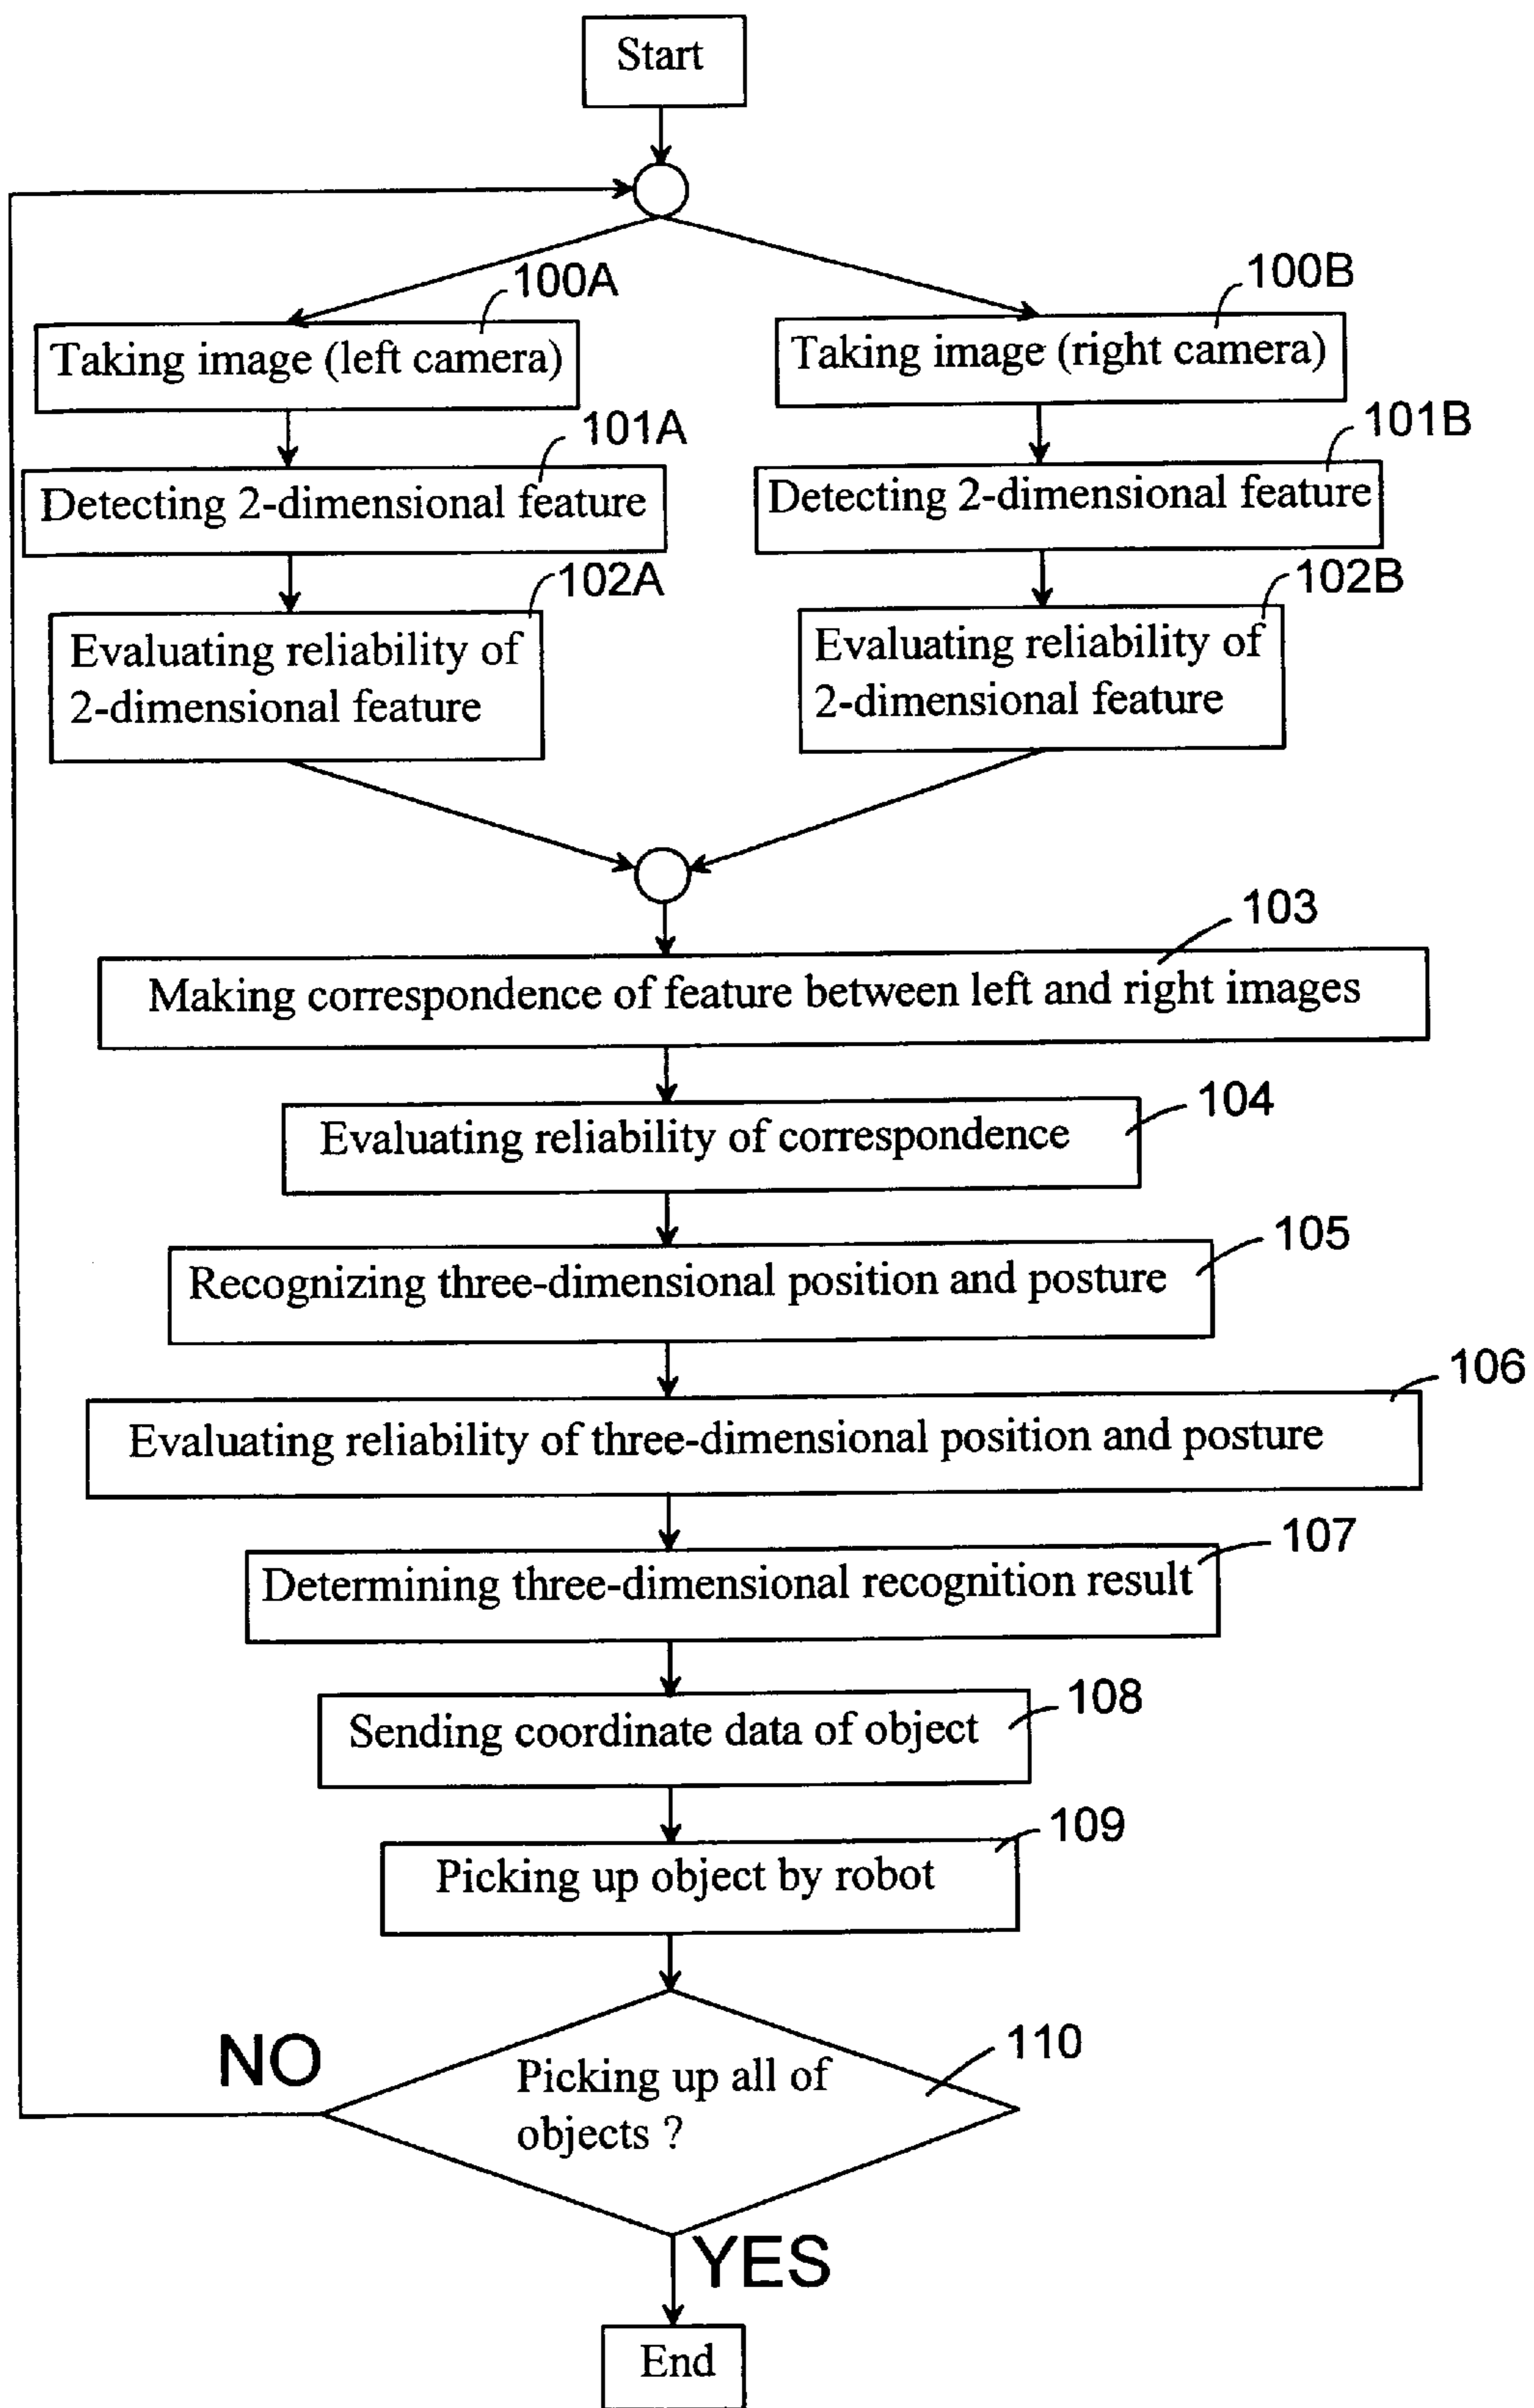 Start
100A
100B
Taking image (left camera)
Taking image (right camera)
101A
101B
Detecting 2-dimensional feature
Detecting 2-dimensional feature
102A
102B
Evaluating reliability of
2-dimensional feature
Evaluating reliability of
2-dimensional feature
103
Making correspondence of feature between left and right images
104
Evaluating reliability of correspondence
105
Recognizing three-dimensional position and posture
106
Evaluating reliability of three-dimensional position and posture
107
Determining three-dimensional recognition result
108
Sending coordinate data of object
109
Picking up object by robot
110
NO
Picking up all of
objects ?
YES
End